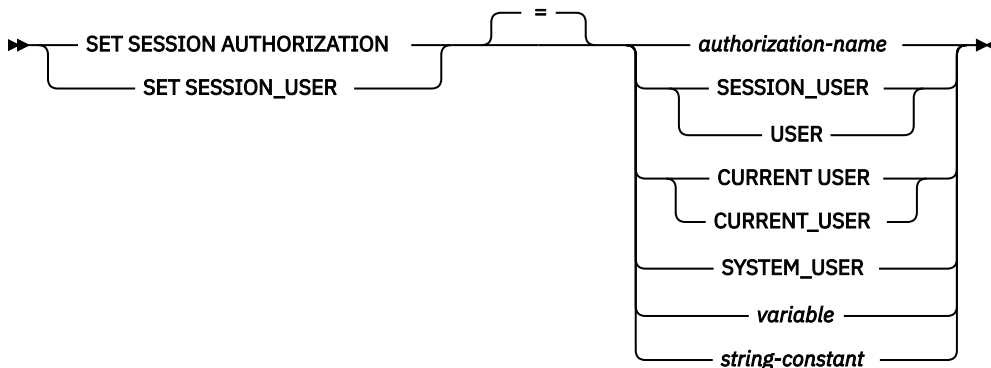 =
SET SESSION AUTHORIZATION
authorization-name
SET SESSION_USER
SESSION_USER
USER
CURRENT USER
CURRENT_USER
SYSTEM_USER
variable
string-constant